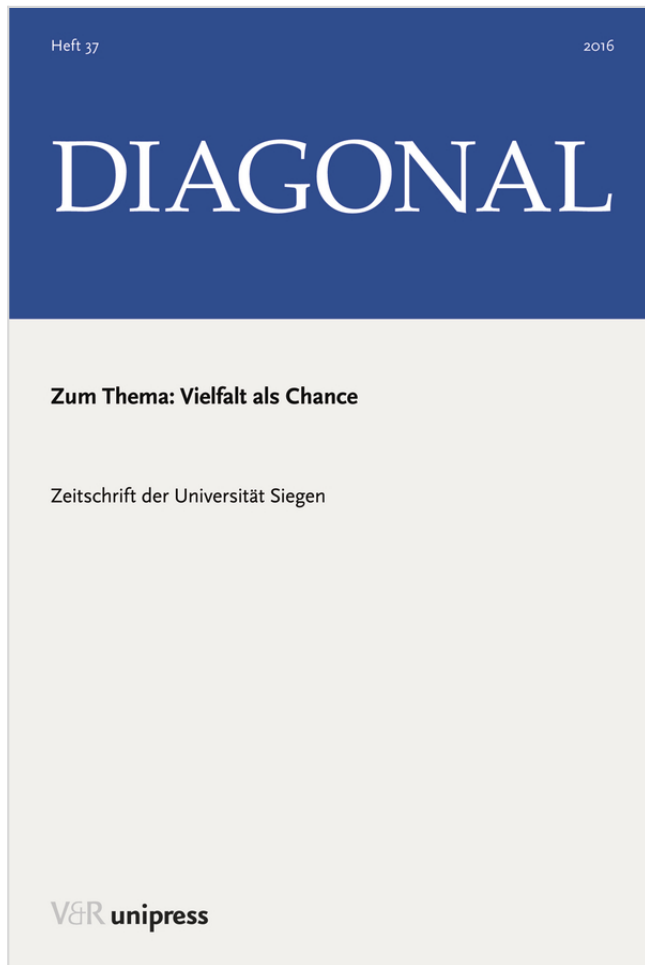 Heft 37 2016
DIAGONAL
Zum Thema: Vielfalt als Chance
Zeitschrift der Universität Siegen
V&R unipress